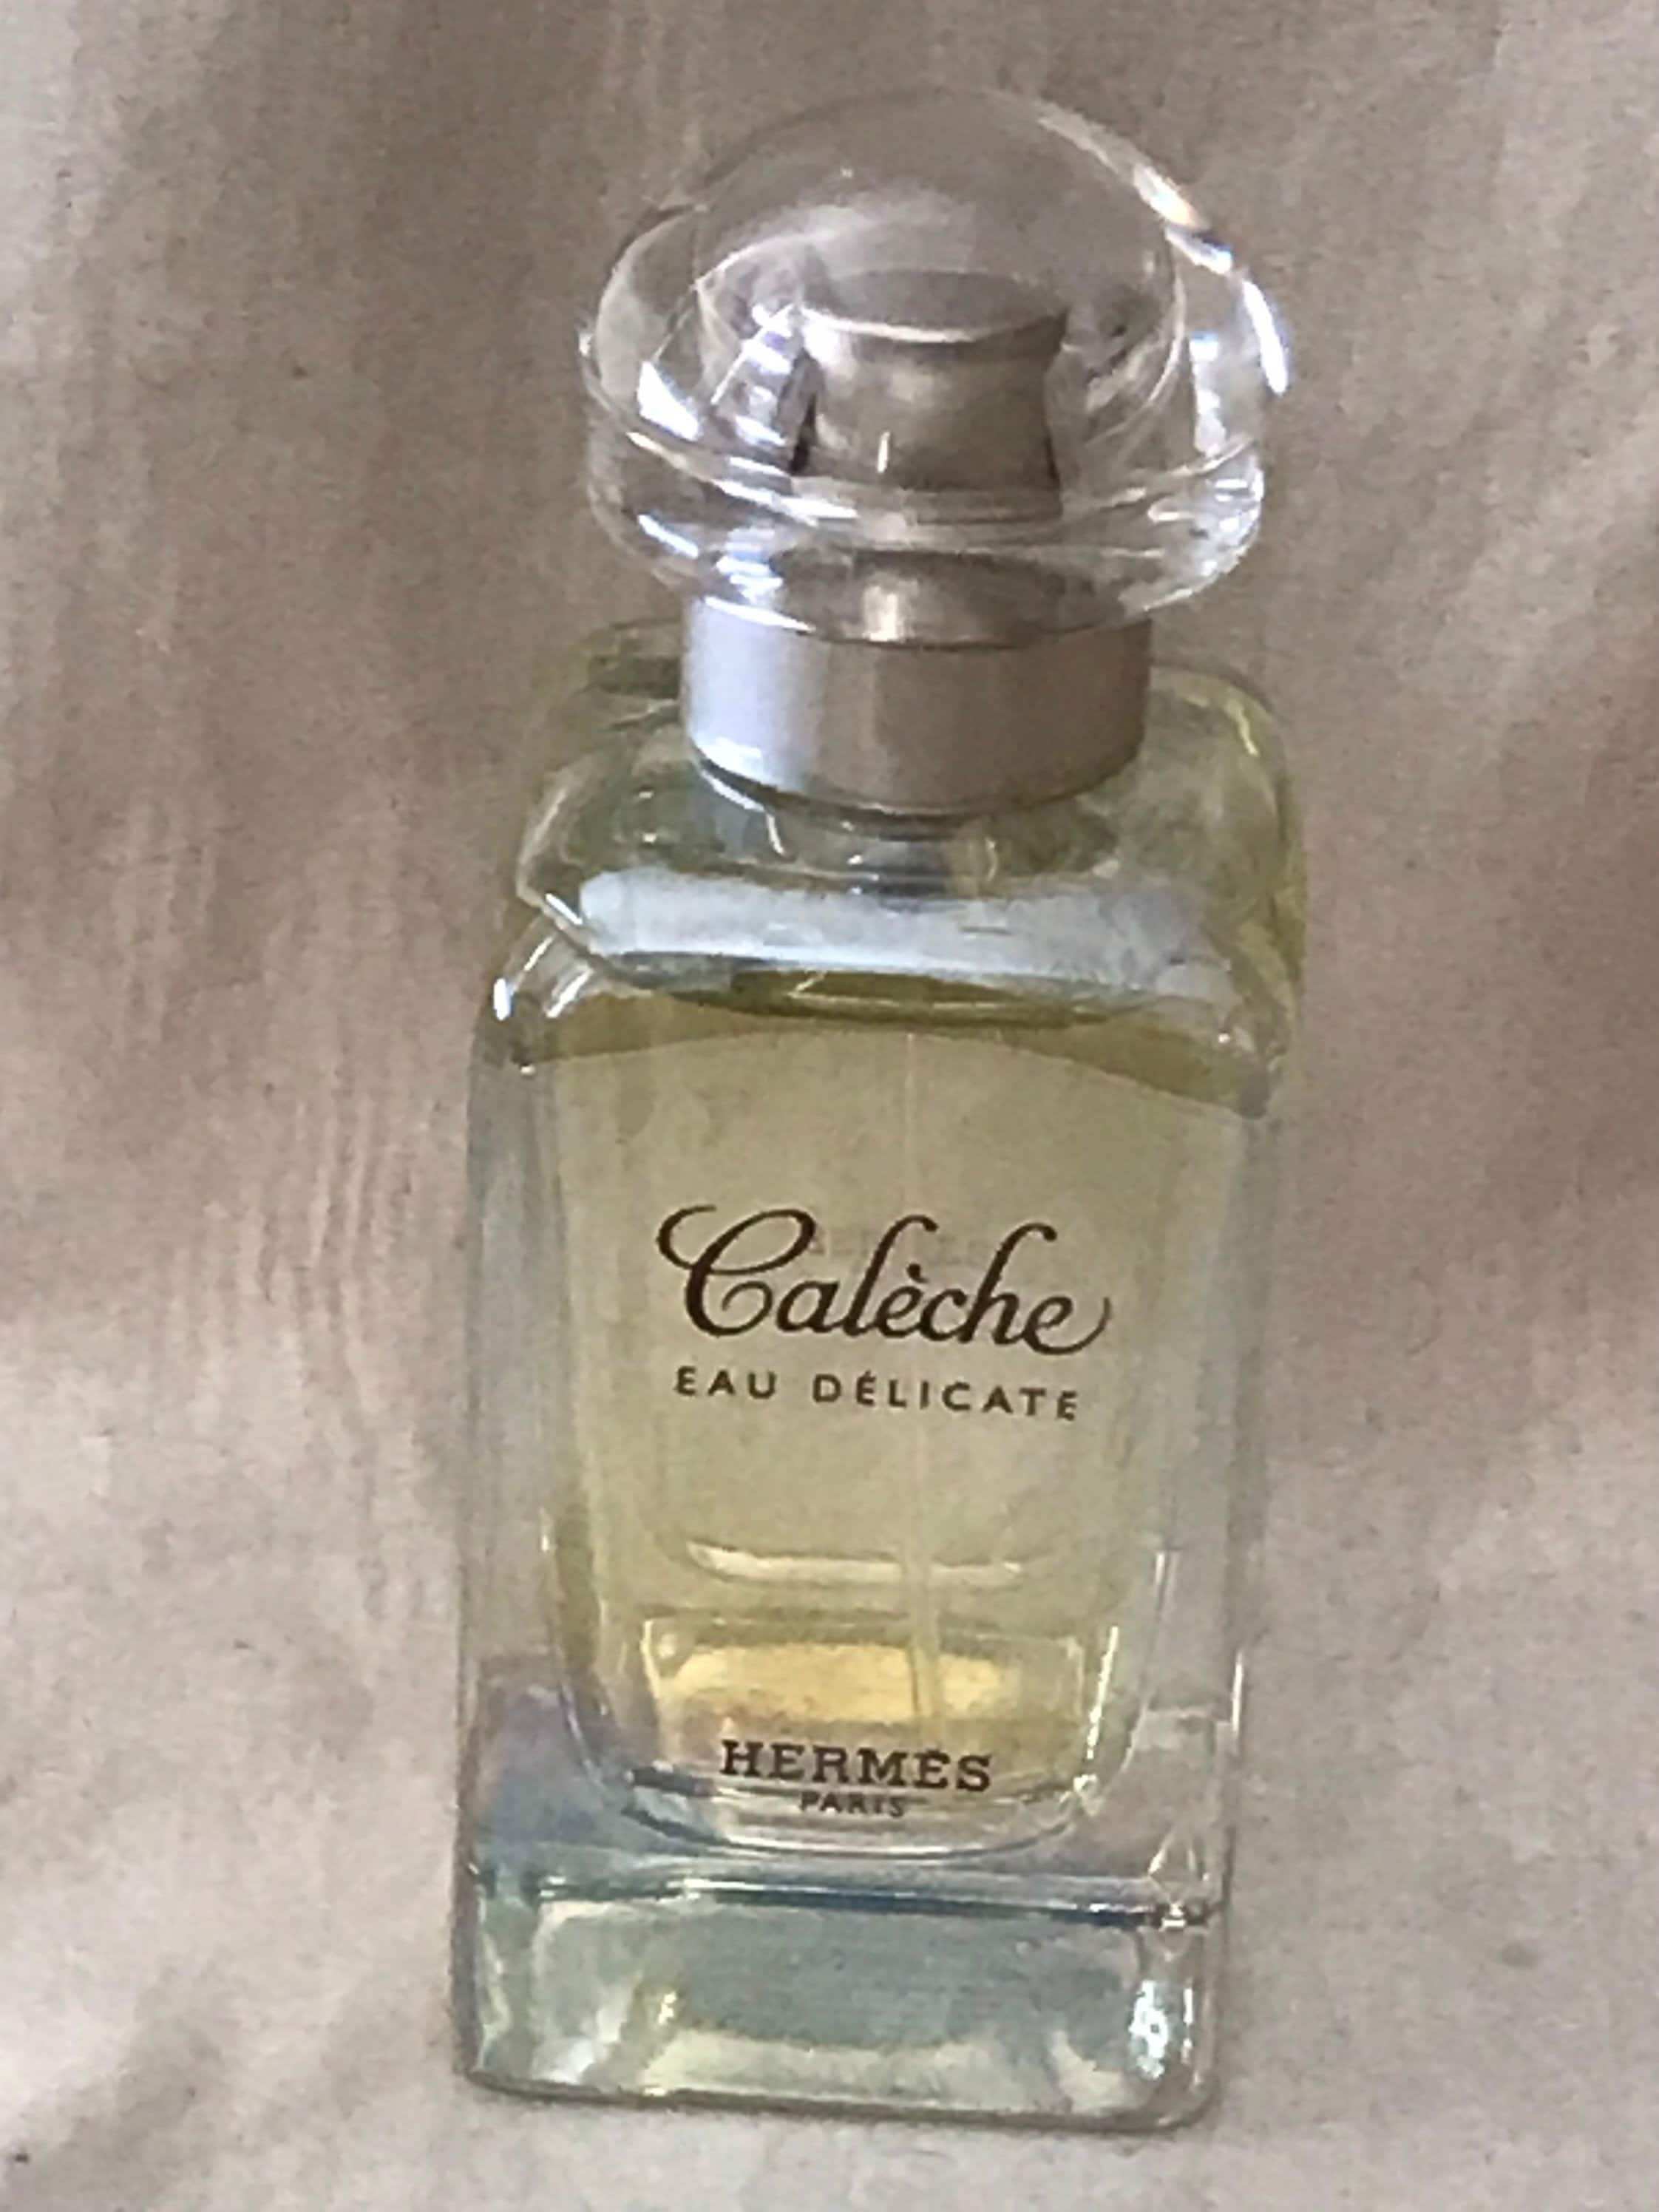 Calèche
EAU DÉLICATE
HERMÈS
PARIS